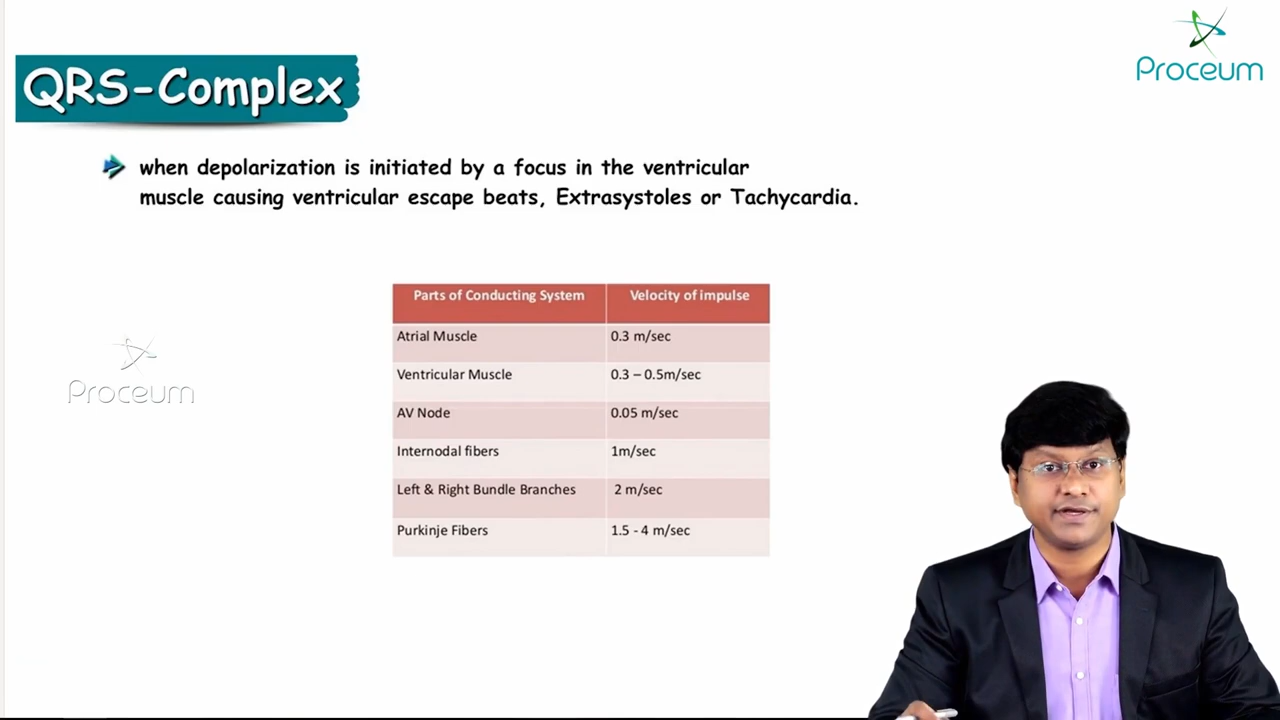 Proceum
QRS-Complex
when depolarization is initiated by a focus in the ventricular
muscle causing ventricular escape beats, Extrasystoles or Tachycardia.
Parts of Conducting System Velocity of impulse
Atrial Muscle 0.3 m/sec
Ventricular Muscle 0.3 – 0.5m/sec
AV Node 0.05 m/sec
Internodal fibers 1m/sec
Left & Right Bundle Branches 2 m/sec
Purkinje Fibers 1.5 - 4 m/sec
Proceum